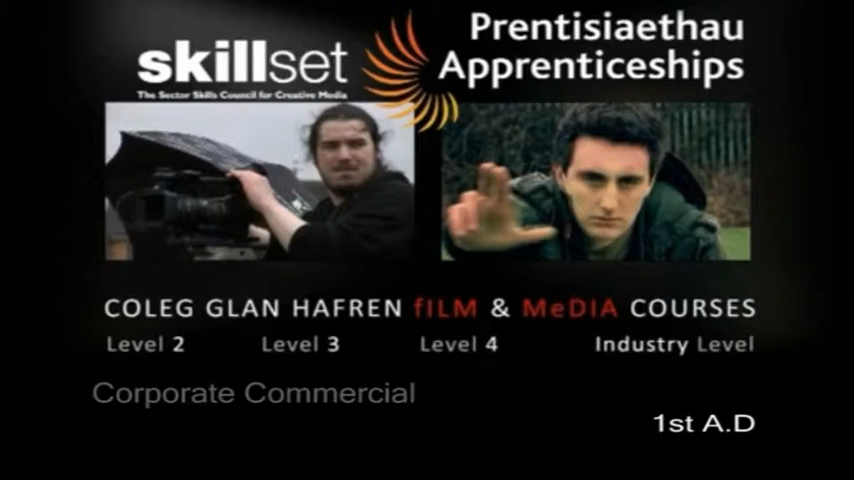 skillset
The Sector Skills Council for Creative Media
Prentisiaethau
Apprenticeships
COLEG GLAN HAFREN fILM & MeDIA COURSES
Level 2 Level 3 Level 4 Industry Level
Corporate Commercial
1st A.D